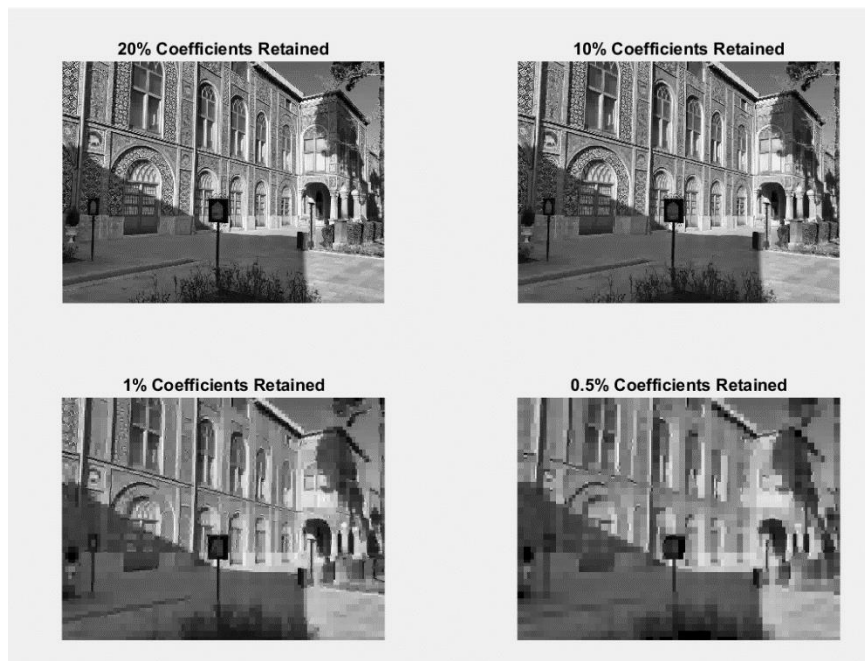 20% Coefficients Retained
10% Coefficients Retained
1% Coefficients Retained
0.5% Coefficients Retained